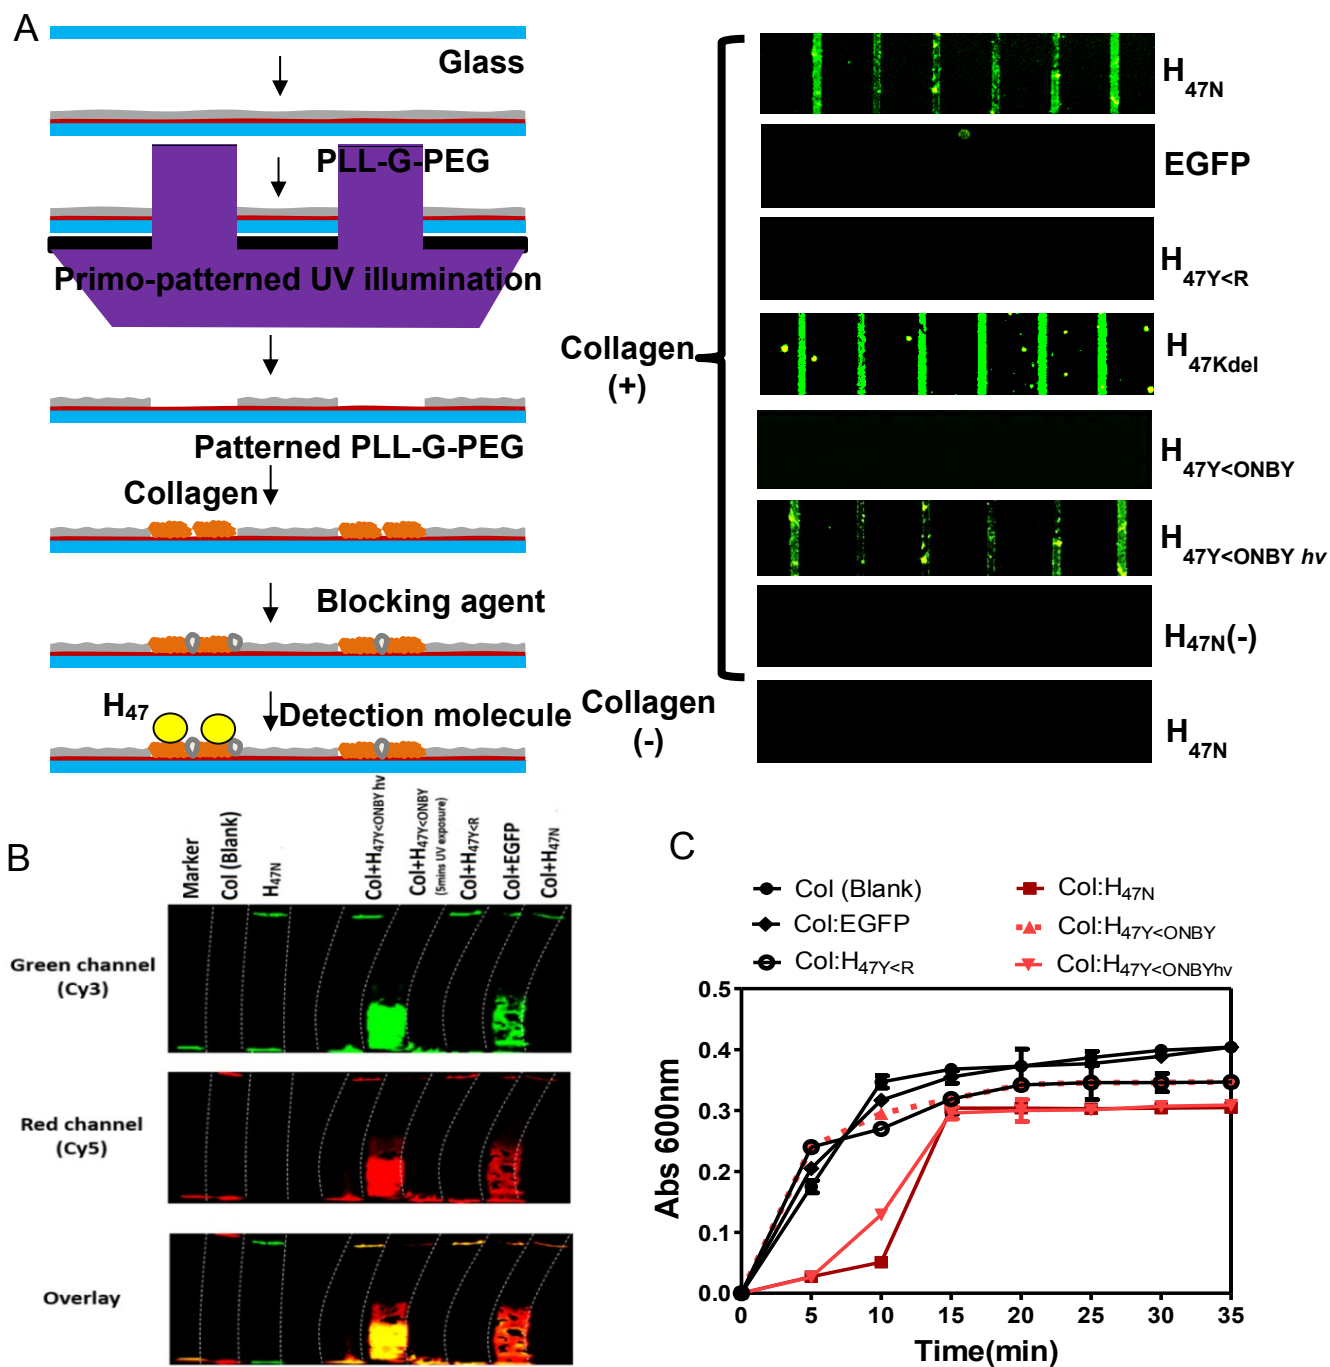 A
Glass
PLL-G-PEG
Primo-patterned UV illumination
Patterned PLL-G-PEG
Collagen
Blocking agent
H47
Detection molecule
Collagen
(+)
Collagen
(-)
H47N
EGFP
H47Y<R
H47Kdel
H47Y<ONBY
H47Y<ONBY hv
H47N(-)
H47N
B
Marker
Col (Blank)
H47N
Col+H47Y<ONBY hv
Col+H47Y<ONBY
(5mins UV exposure)
Col+H47Y<R
Col+EGFP
Col+H47N
Green channel
(Cy3)
Red channel
(Cy5)
Overlay
C
Col (Blank)
Col:EGFP
Col:H47Y<R
Col:H47N
Col:H47Y<ONBY
Col:H47Y<ONBYhv
Abs 600nm
0.5
0.4
0.3
0.2
0.1
0.0
0 5 10 15 20 25 30 35
Time(min)